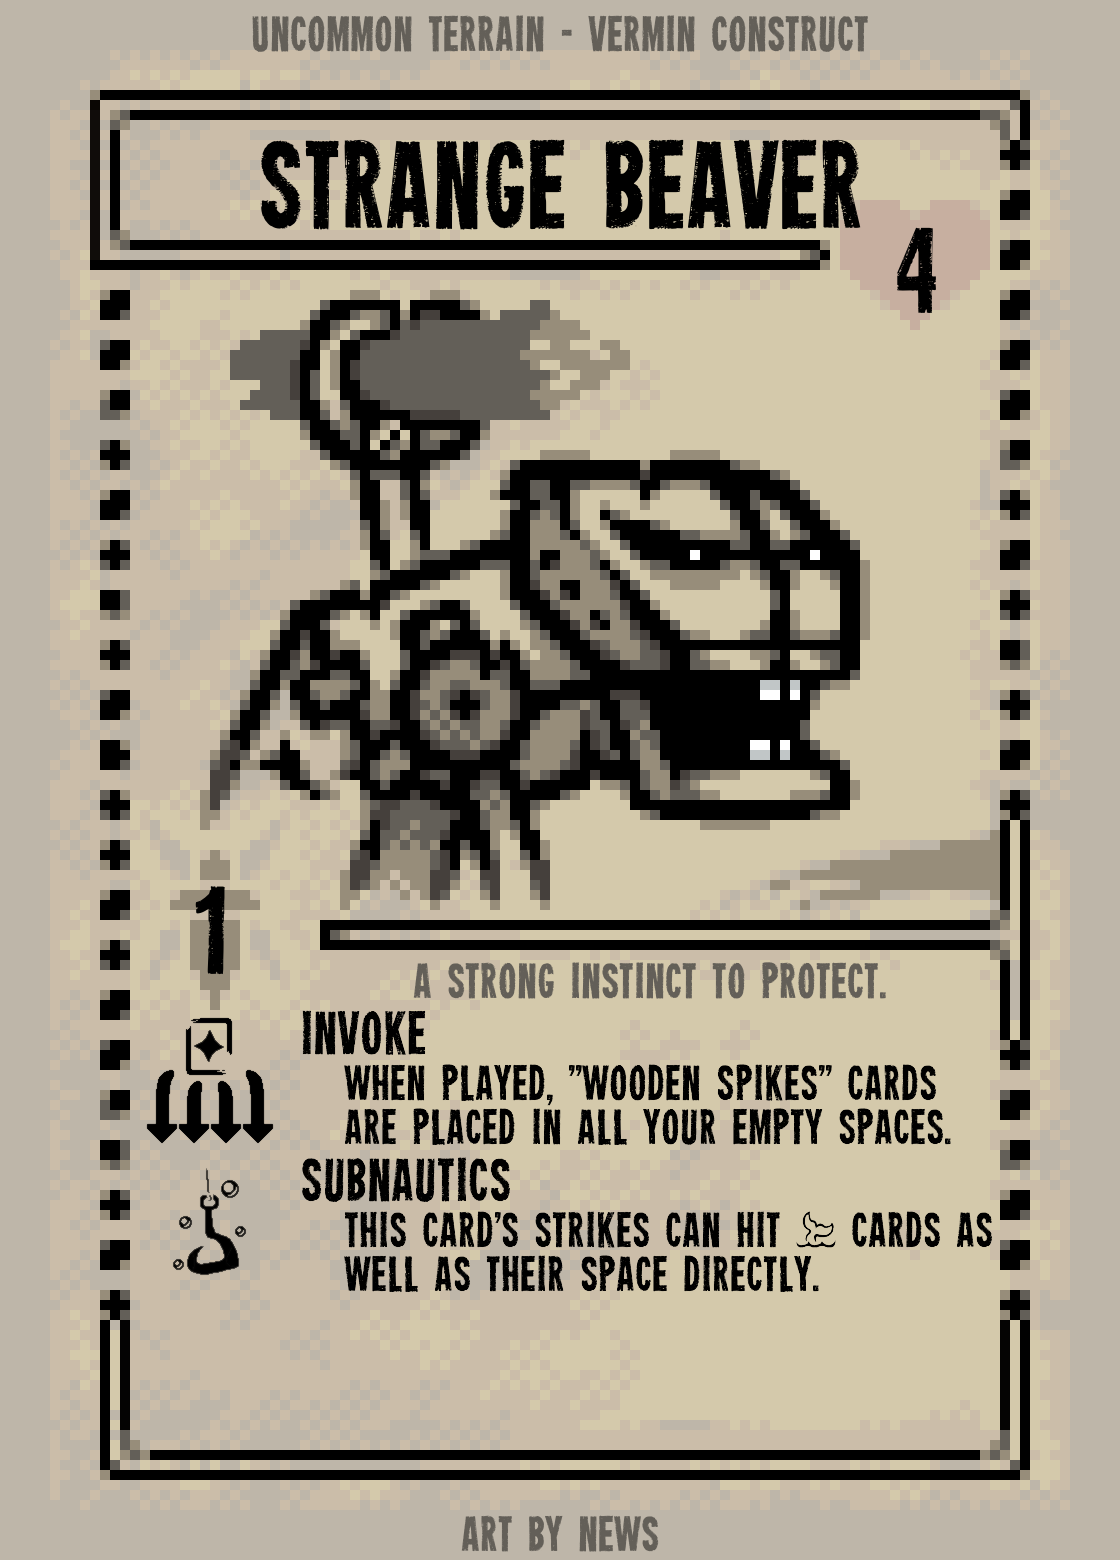 UNCOMMON TERRAIN - VERMIN CONSTRUCT
STRANGE BEAVER
4
1
A STRONG INSTINCT TO PROTECT.
INVOKE
WHEN PLAYED, "WOODEN SPIKES" CARDS
ARE PLACED IN ALL YOUR EMPTY SPACES.
SUBNAUTICS
THIS CARD'S STRIKES CAN HIT CARDS AS
WELL AS THEIR SPACE DIRECTLY.
ART BY NEWS